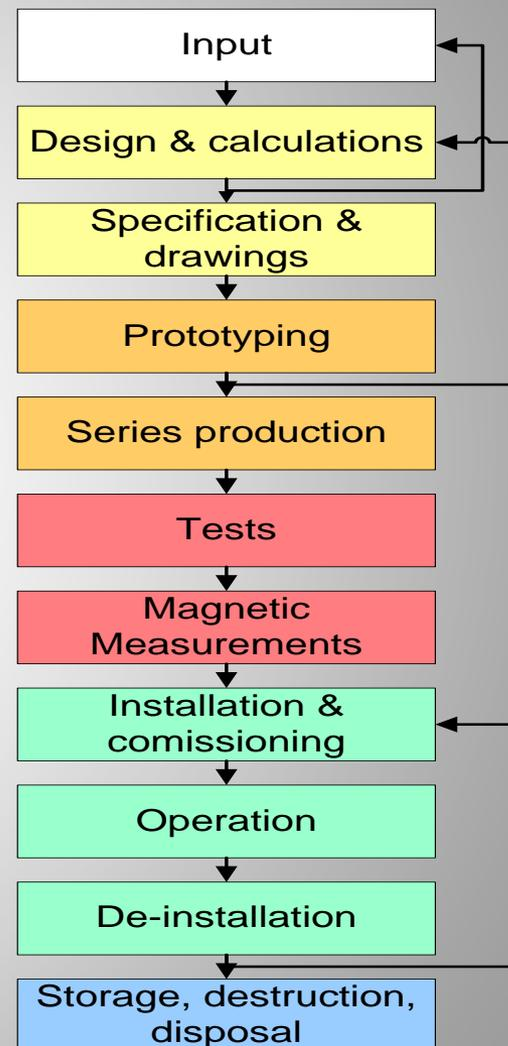 Input
Design & calculations
Specification &
drawings
Prototyping
Series production
Tests
Magnetic
Measurements
Installation &
comissioning
Operation
De-installation
Storage, destruction,
disposal